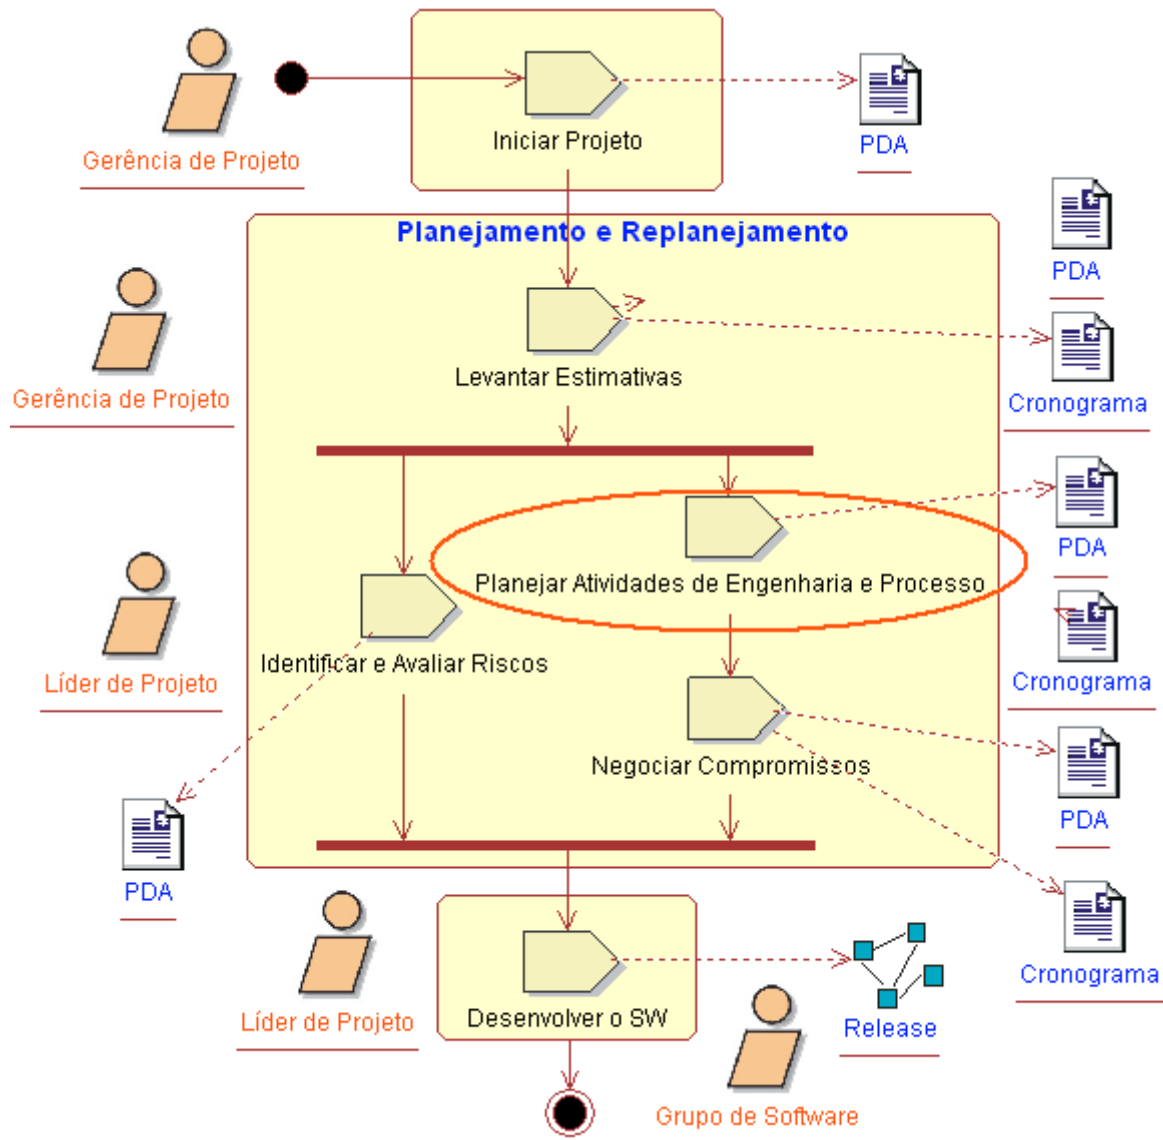 Iniciar Projeto
PDA
Gerência de Projeto
Planejamento e Replanejamento
PDA
Levantar Estimativas
Gerência de Projeto
Cronograma
PDA
Planejar Atividades de Engenharia e Processo
Identificar e Avaliar Riscos
Líder de Projeto
Cronograma
Negociar Compromissos
PDA
PDA
Cronograma
Líder de Projeto
Desenvolver o SW
Release
Grupo de Software